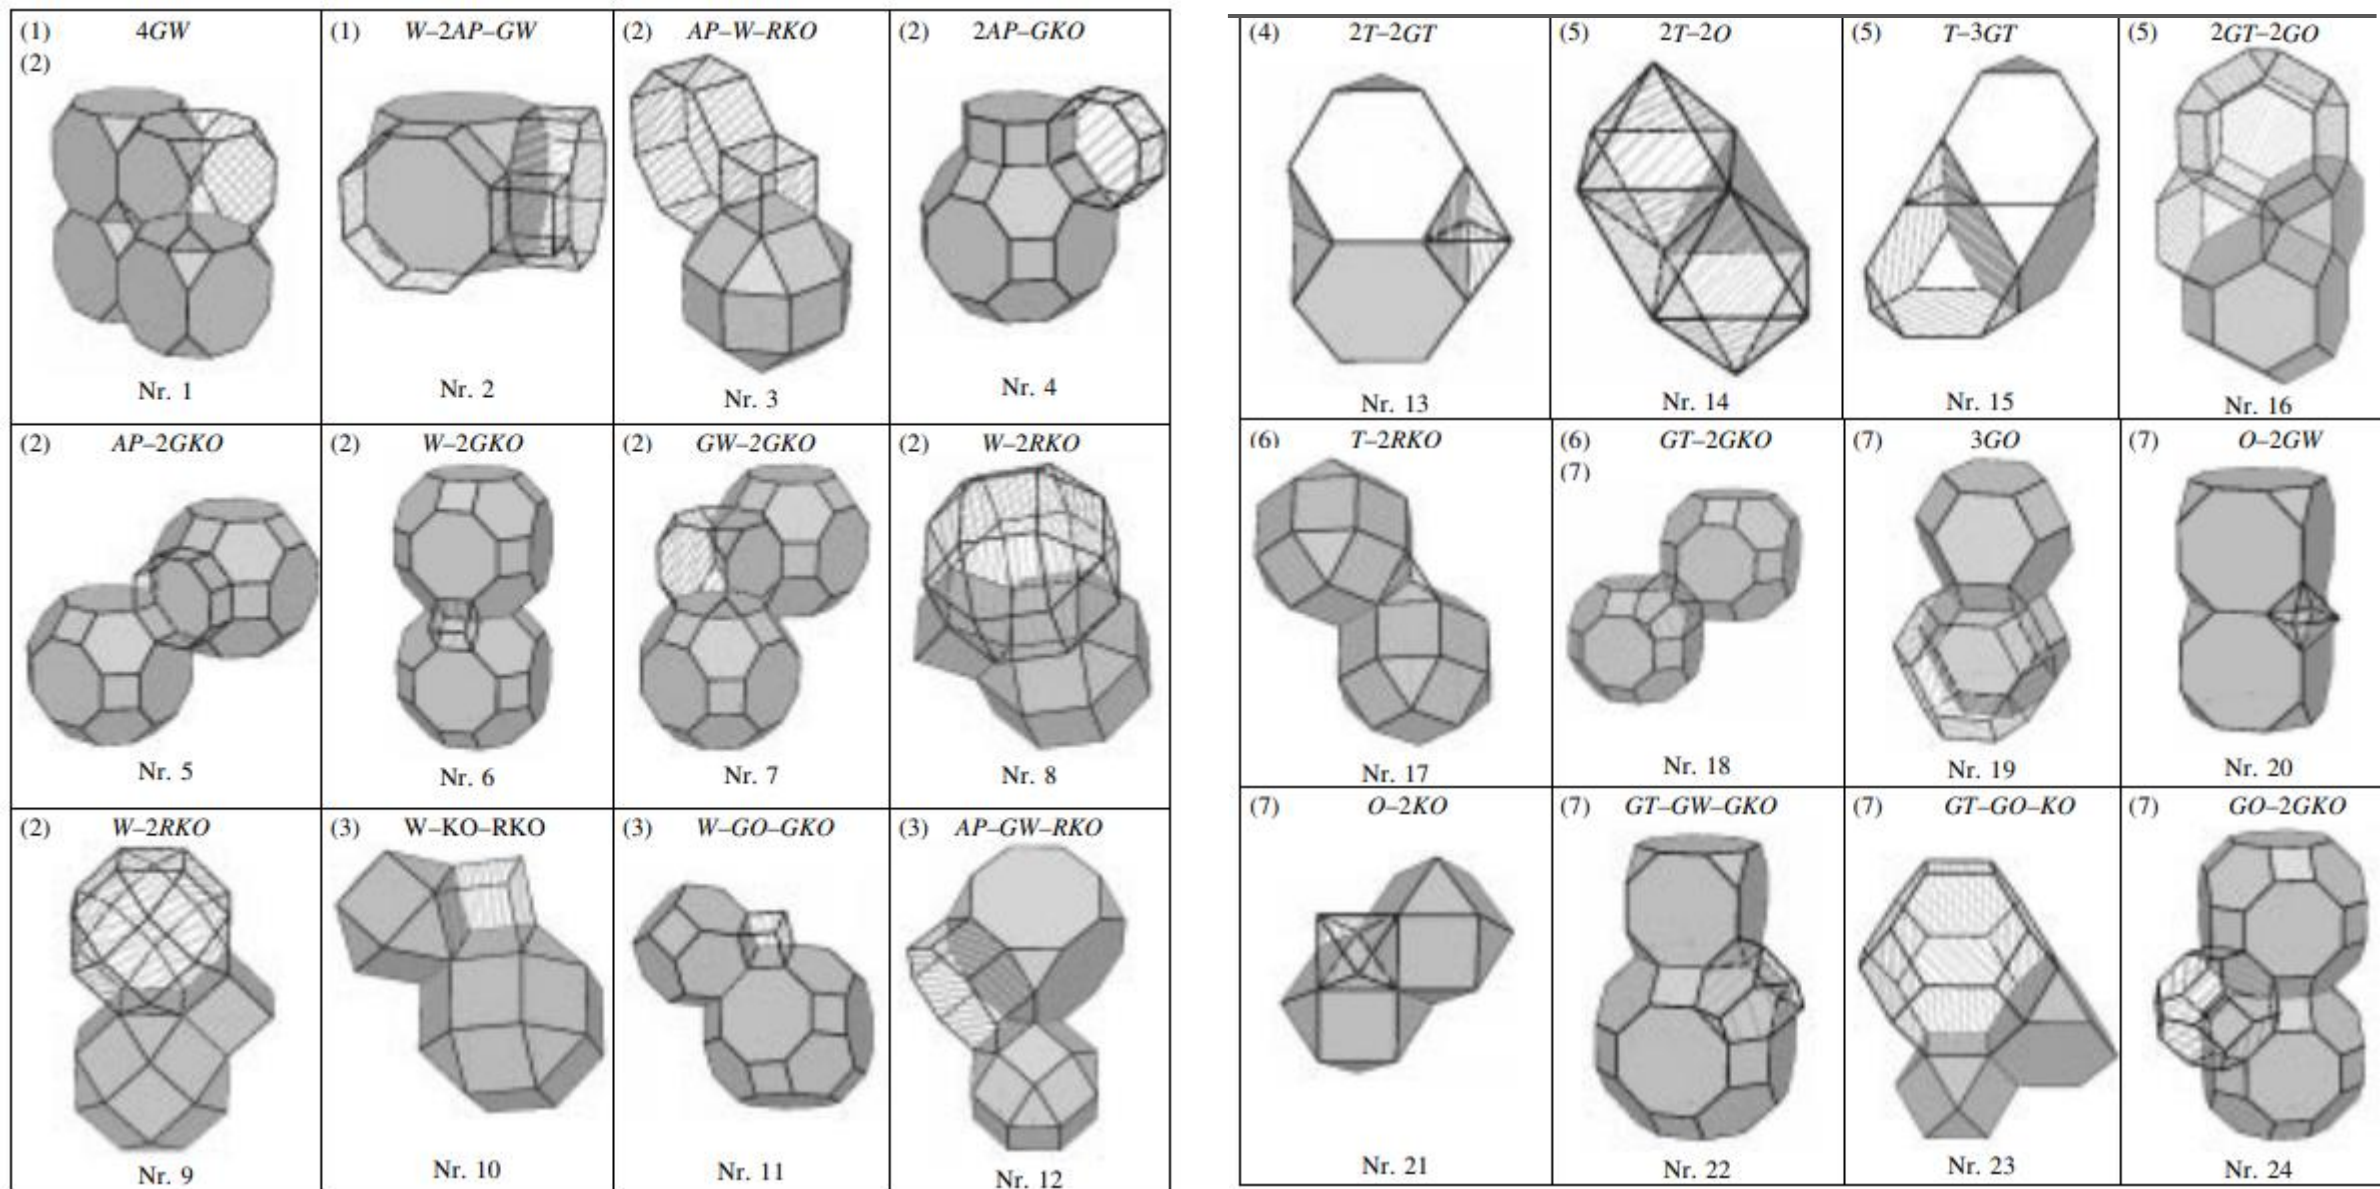 (1) 4GW
(2)
Nr. 1
(1) W–2AP–GW
Nr. 2
(2) AP–W–RKO
Nr. 3
(2) 2AP–GKO
Nr. 4
(2) AP–2GKO
Nr. 5
(2) W–2GKO
Nr. 6
(2) GW–2GKO
Nr. 7
(2) W–2RKO
Nr. 8
(2) W–2RKO
Nr. 9
(3) W–KO–RKO
Nr. 10
(3) W–GO–GKO
Nr. 11
(3) AP–GW–RKO
Nr. 12
(4) 2T–2GT
Nr. 13
(5) 2T–2O
Nr. 14
(5) T–3GT
Nr. 15
(5) 2GT–2GO
Nr. 16
(6) T–2RKO
Nr. 17
(6) GT–2GKO
(7)
Nr. 18
(7) 3GO
Nr. 19
(7) O–2GW
Nr. 20
(7) O–2KO
Nr. 21
(7) GT–GW–GKO
Nr. 22
(7) GT–GO–KO
Nr. 23
(7) GO–2GKO
Nr. 24